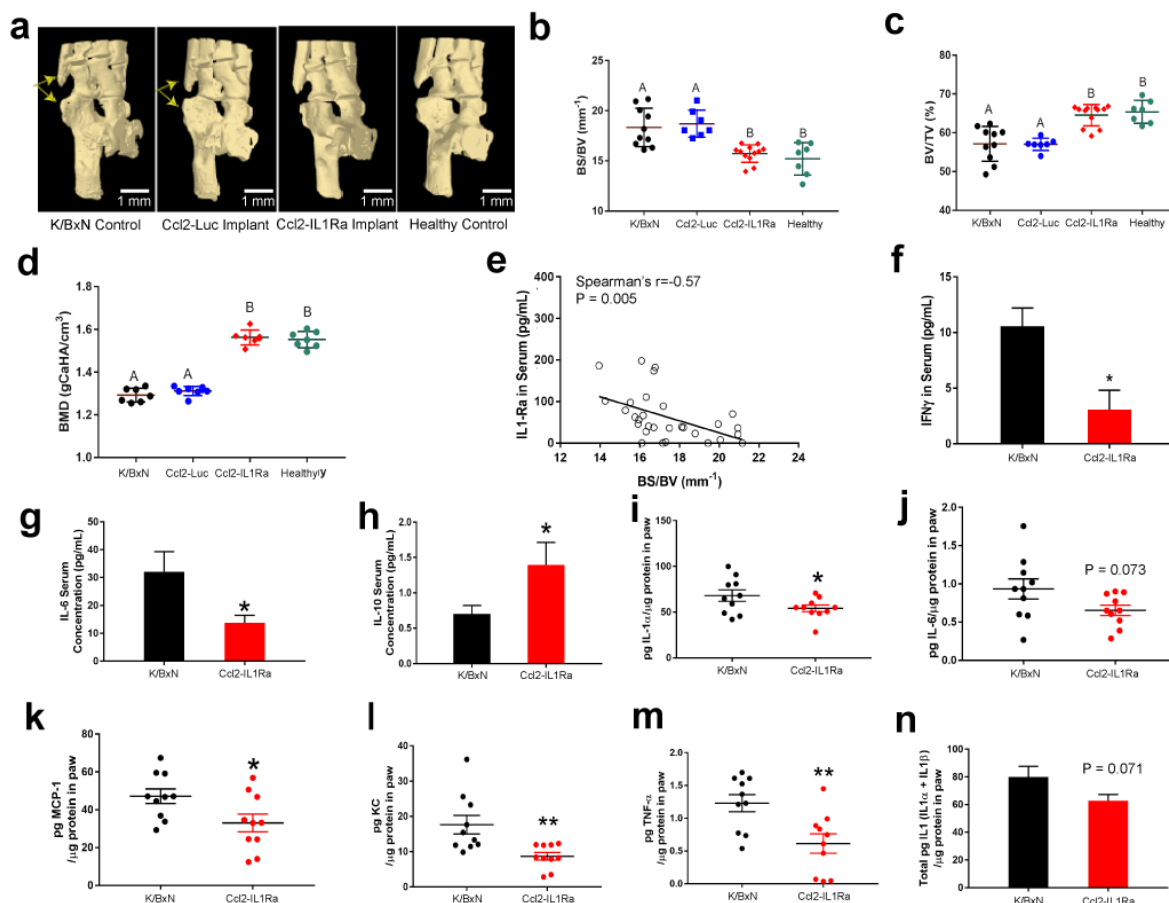 a
1 mm
1 mm
1 mm
1 mm
K/BxN Control
Ccl2-Luc Implant
Ccl2-IL1Ra Implant
Healthy Control
b
BS/BV (mm⁻¹)
25
20
15
10
A
A
B
B
K/BxN
Ccl2-Luc
Ccl2-IL1Ra
Healthy
c
BV/TV (%)
80
70
60
50
40
A
A
B
B
K/BxN
Ccl2-Luc
Ccl2-IL1Ra
Healthy
d
BMD (gCaHA/cm³)
1.8
1.6
1.4
1.2
1.0
A
A
B
B
K/BxN
Ccl2-Luc
Ccl2-IL1Ra
Healthyy
e
Spearman's r=-0.57
P = 0.005
IL1-Ra in Serum (pg/mL)
400
300
200
100
0
12
14
16
18
20
22
24
BS/BV (mm⁻¹)
f
IFNγ in Serum (pg/mL)
15
10
5
0
*
K/BxN
Ccl2-IL1Ra
g
IL-6 Serum
Concentration (pg/mL)
50
40
30
20
10
0
*
K/BxN
Ccl2-IL1Ra
h
IL-10 Serum
Concentration (pg/mL)
2.0
1.5
1.0
0.5
0.0
*
K/BxN
Ccl2-IL1Ra
i
pg IL-1α/μg protein in paw
150
100
50
0
*
K/BxN
Ccl2-IL1Ra
j
pg IL-6/μg protein in paw
2.0
1.5
1.0
0.5
0.0
P = 0.073
K/BxN
Ccl2-IL1Ra
k
pg MCP-1
/μg protein in paw
80
60
40
20
0
*
K/BxN
Ccl2-IL1Ra
l
pg KC
/μg protein in paw
40
30
20
10
0
**
K/BxN
Ccl2-IL1Ra
m
pg TNF-α
/μg protein in paw
2.0
1.5
1.0
0.5
0.0
**
K/BxN
Ccl2-IL1Ra
n
Total pg IL1 (IL1α + IL1β)
/μg protein in paw
100
80
60
40
20
0
P = 0.071
K/BxN
Ccl2-IL1Ra